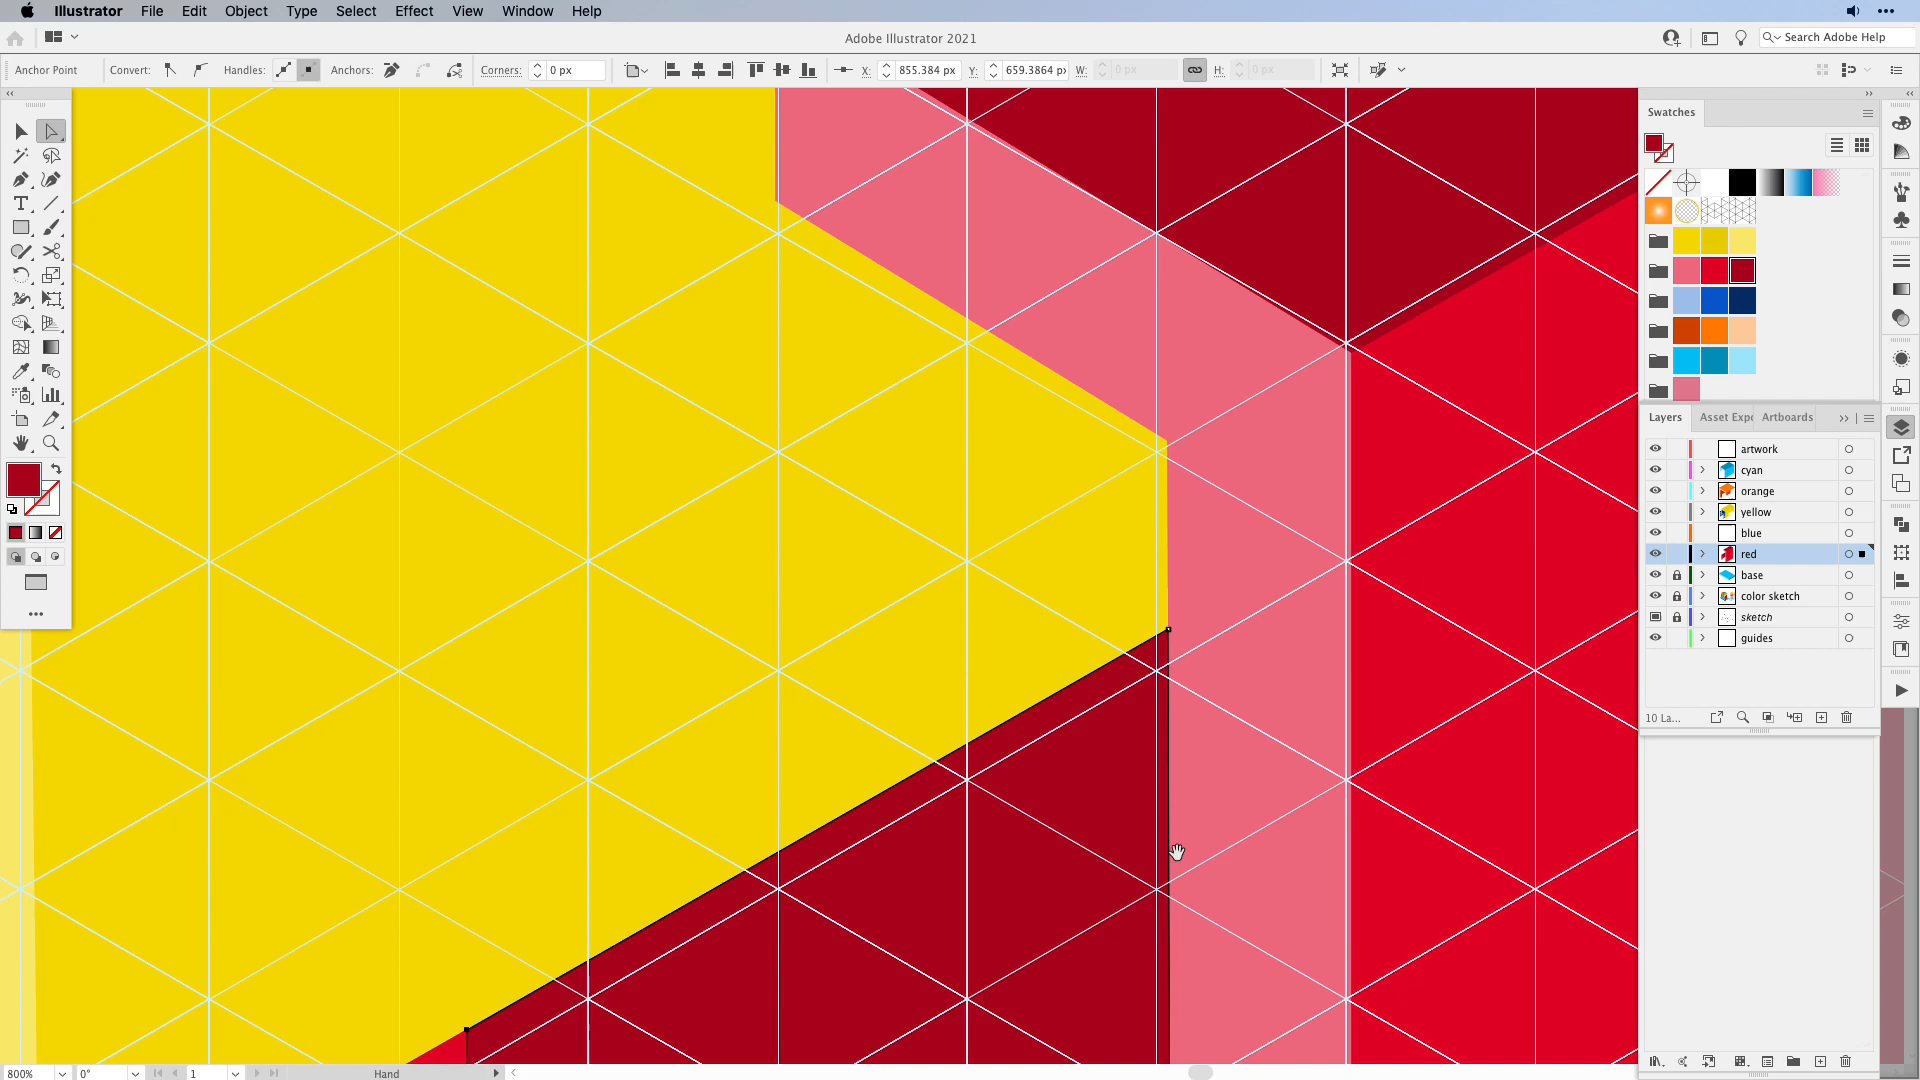 Illustrator File Edit Object Type Select Effect View Window Help
Adobe Illustrator 2021
Search Adobe Help
Anchor Point Convert: Handles: Anchors: Corners: 0 px X: 855.384 px Y: 659.3864 p W: 0 px H: 0 px
Swatches
Layers Asset Expo Artboards
artwork
cyan
orange
yellow
blue
red
base
color sketch
sketch
guides
10 La...
800% 0° 1 Hand